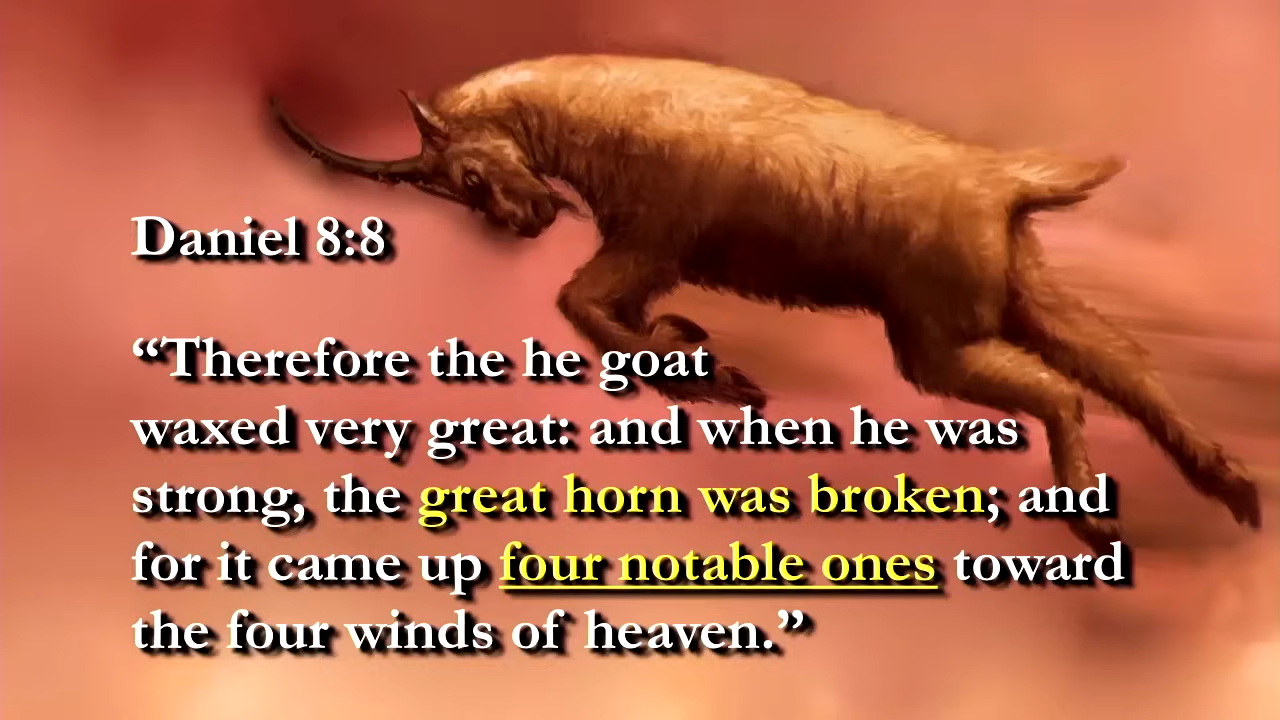 Daniel 8:8
“Therefore the he goat
waxed very great: and when he was
strong, the great horn was broken; and
for it came up four notable ones toward
the four winds of heaven.”